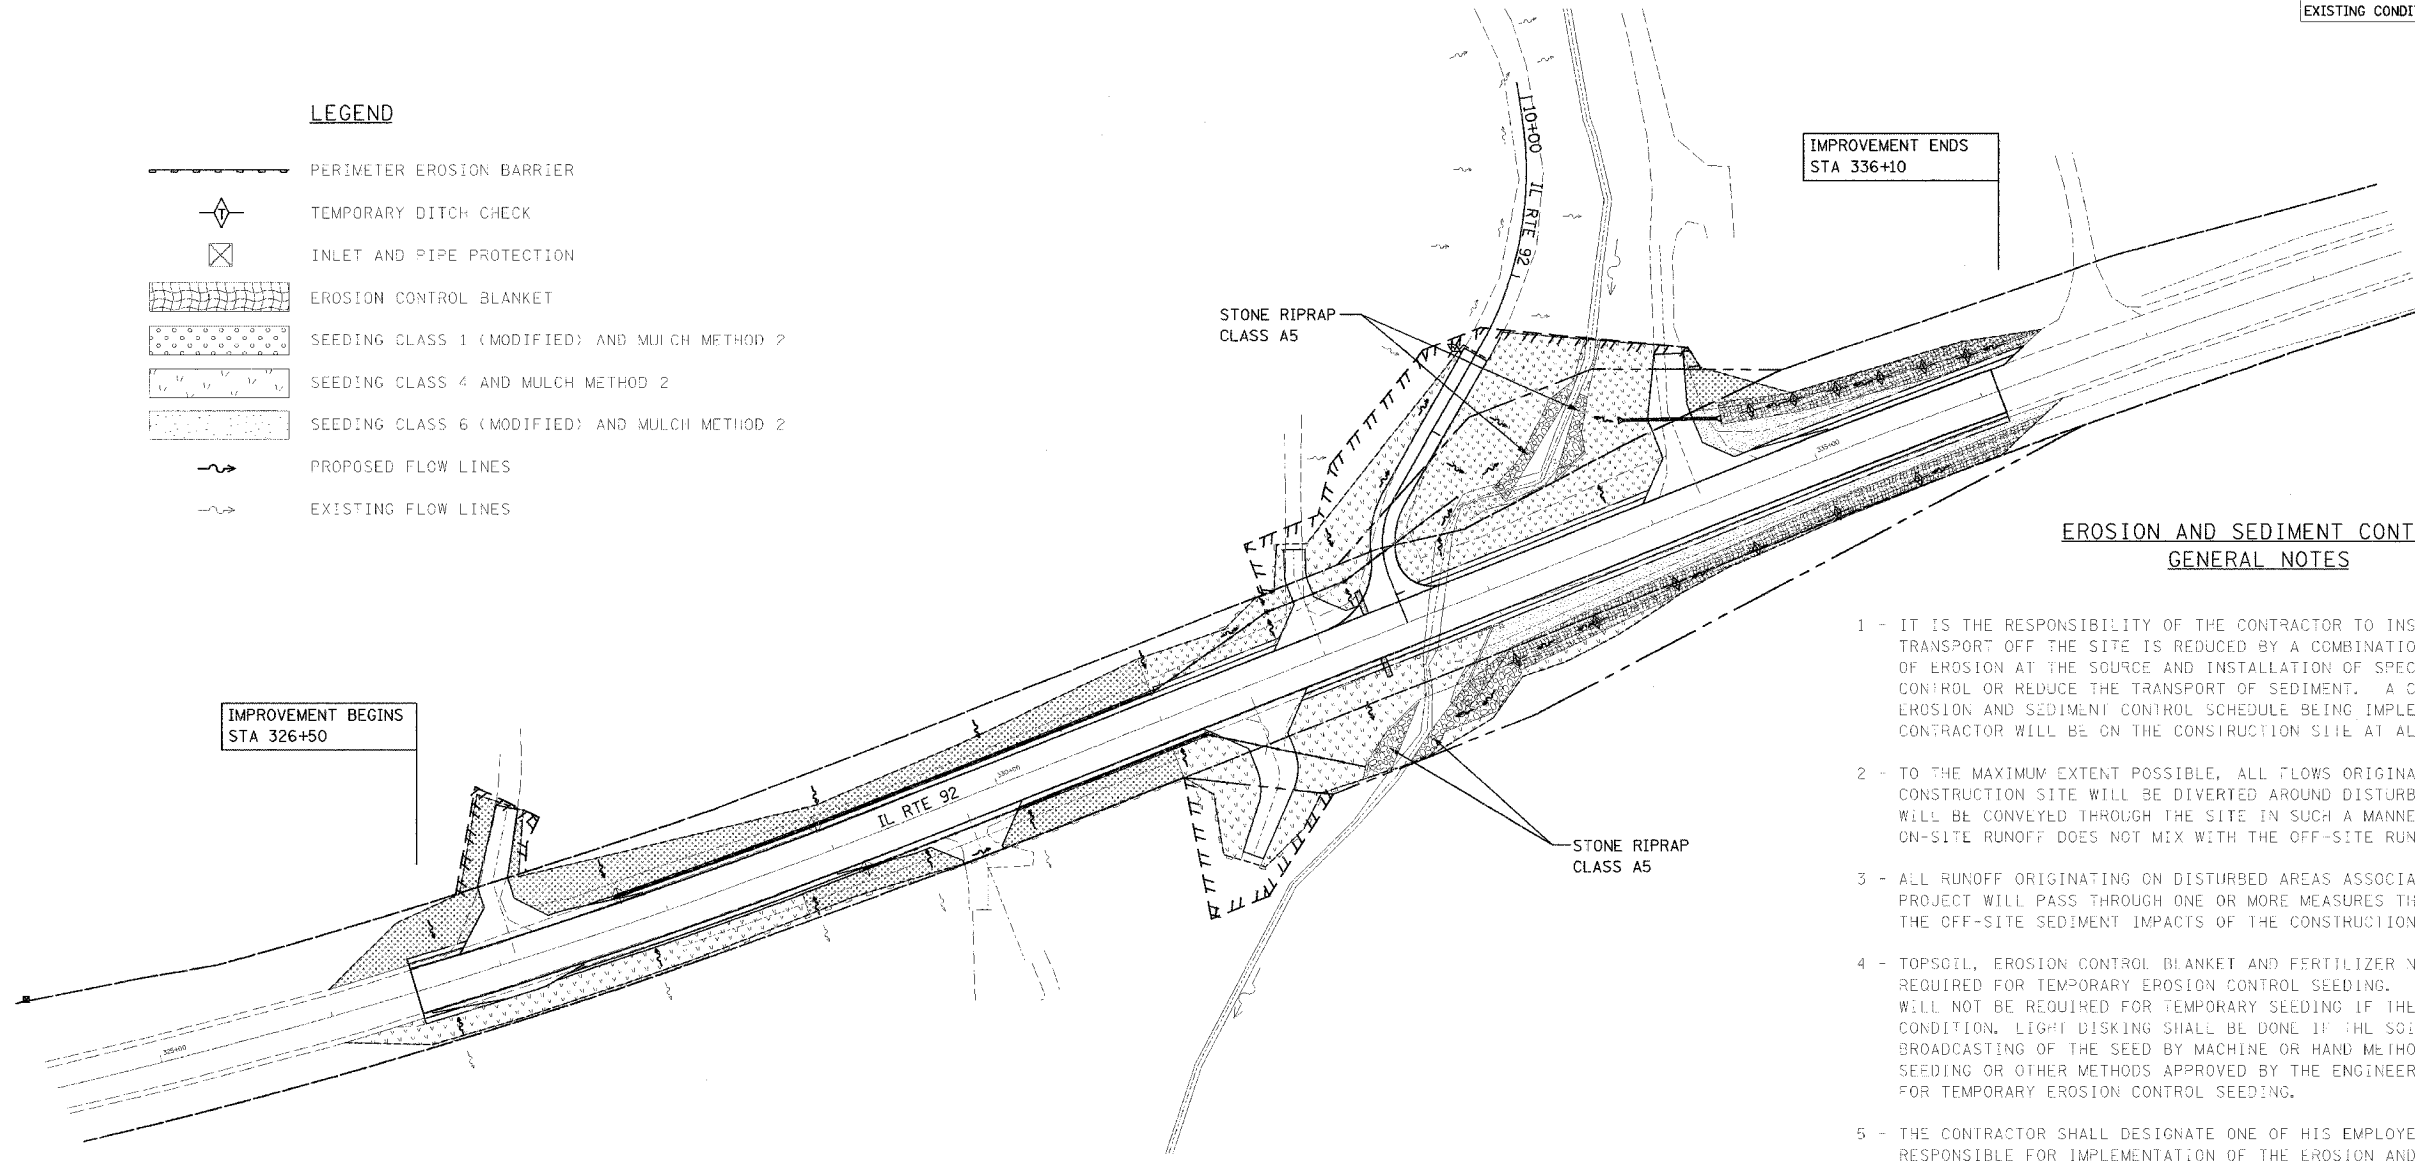 EXISTING CONDI
LEGEND
PERIMETER EROSION BARRIER
TEMPORARY DITCH CHECK
INLET AND PIPE PROTECTION
EROSION CONTROL BLANKET
SEEDING CLASS 1 (MODIFIED) AND MULCH METHOD 2
SEEDING CLASS 4 AND MULCH METHOD 2
SEEDING CLASS 6 (MODIFIED) AND MULCH METHOD 2
PROPOSED FLOW LINES
EXISTING FLOW LINES
10+00
IL RTE 92
IMPROVEMENT ENDS
STA 336+10
STONE RIPRAP
CLASS A5
335+00
IMPROVEMENT BEGINS
STA 326+50
330+00
IL RTE 92
325+00
STONE RIPRAP
CLASS A5
EROSION AND SEDIMENT CONT
GENERAL NOTES
1 - IT IS THE RESPONSIBILITY OF THE CONTRACTOR TO INS
TRANSPORT OFF THE SITE IS REDUCED BY A COMBINATIO
OF EROSION AT THE SOURCE AND INSTALLATION OF SPEC
CONTROL OR REDUCE THE TRANSPORT OF SEDIMENT. A C
EROSION AND SEDIMENT CONTROL SCHEDULE BEING IMPLE
CONTRACTOR WILL BE ON THE CONSTRUCTION SITE AT AL
2 - TO THE MAXIMUM EXTENT POSSIBLE, ALL FLOWS ORIGINA
CONSTRUCTION SITE WILL BE DIVERTED AROUND DISTURB
WILL BE CONVEYED THROUGH THE SITE IN SUCH A MANNE
ON-SITE RUNOFF DOES NOT MIX WITH THE OFF-SITE RUN
3 - ALL RUNOFF ORIGINATING ON DISTURBED AREAS ASSOCIA
PROJECT WILL PASS THROUGH ONE OR MORE MEASURES TH
THE OFF-SITE SEDIMENT IMPACTS OF THE CONSTRUCTION
4 - TOPSOIL, EROSION CONTROL BLANKET AND FERTILIZER N
REQUIRED FOR TEMPORARY EROSION CONTROL SEEDING.
WILL NOT BE REQUIRED FOR TEMPORARY SEEDING IF THE
CONDITION. LIGHT DISKING SHALL BE DONE IF THE SOI
BROADCASTING OF THE SEED BY MACHINE OR HAND METHO
SEEDING OR OTHER METHODS APPROVED BY THE ENGINEER
FOR TEMPORARY EROSION CONTROL SEEDING.
5 - THE CONTRACTOR SHALL DESIGNATE ONE OF HIS EMPLOYE
RESPONSIBLE FOR IMPLEMENTATION OF THE EROSION AND